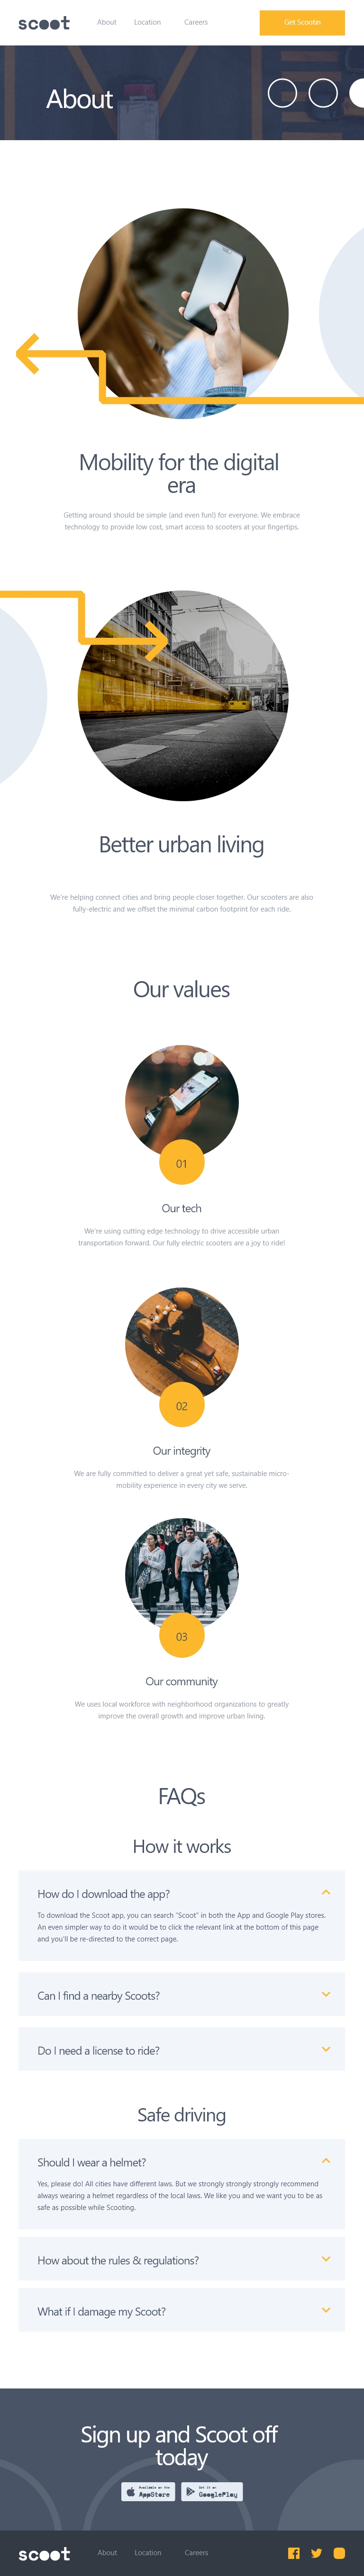 scoot
About Location Careers
Get Scootin
About
Mobility for the digital
era
Getting around should be simple (and even fun!) for everyone. We embrace
technology to provide low cost, smart access to scooters at your fingertips.
Better urban living
We're helping connect cities and bring people closer together. Our scooters are also
fully-electric and we offset the minimal carbon footprint for each ride.
Our values
01
Our tech
We're using cutting edge technology to drive accessible urban
transportation forward. Our fully electric scooters are a joy to ride!
02
Our integrity
We are fully committed to deliver a great yet safe, sustainable micro-
mobility experience in every city we serve.
03
Our community
We uses local workforce with neighborhood organizations to greatly
improve the overall growth and improve urban living.
FAQs
How it works
How do I download the app?
To download the Scoot app, you can search "Scoot" in both the App and Google Play stores.
An even simpler way to do it would be to click the relevant link at the bottom of this page
and you'll be re-directed to the correct page.
Can I find a nearby Scoots?
Do I need a license to ride?
Safe driving
Should I wear a helmet?
Yes, please do! All cities have different laws. But we strongly strongly strongly recommend
always wearing a helmet regardless of the local laws. We like you and we want you to be as
safe as possible while Scooting.
How about the rules & regulations?
What if I damage my Scoot?
Sign up and Scoot off
today
Available on the
AppStore
Get it on
GooglePlay
scoot
About Location Careers